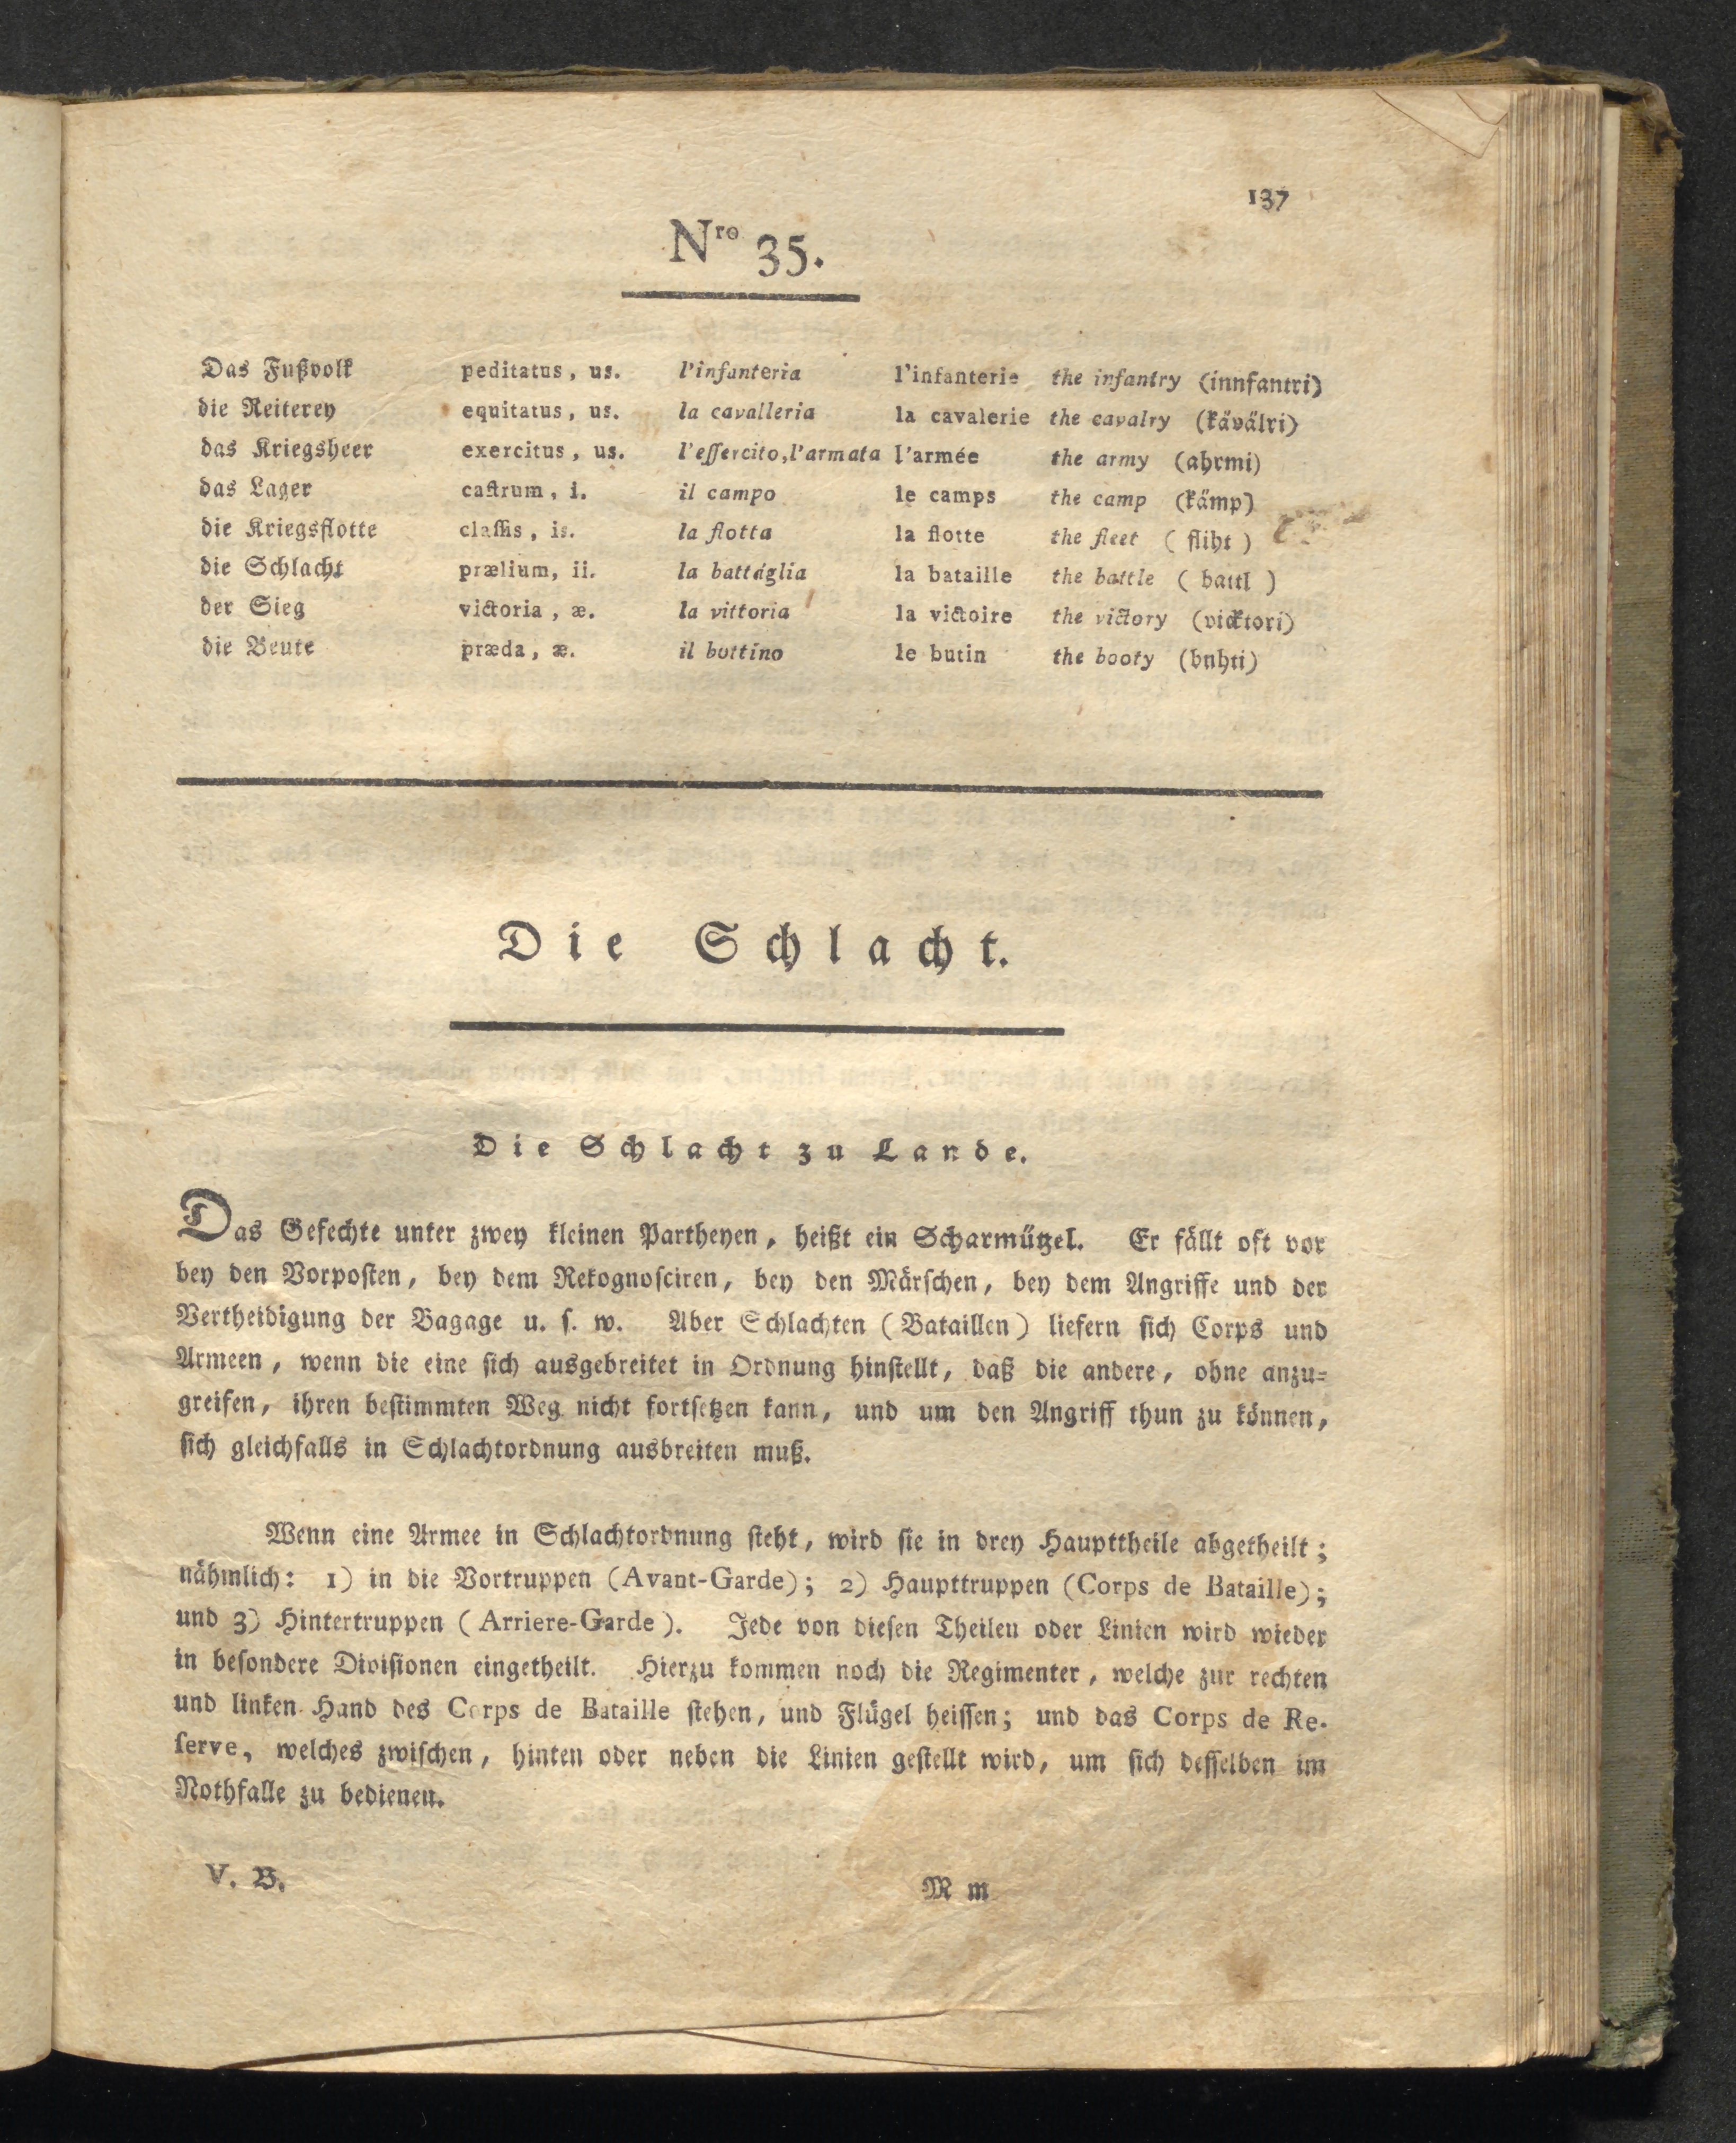 137
Nro 35.
Das Fußvolk peditatus, us. l'infanteria l'infanterie the infantry (innfantri)
die Reiterey equitatus, us. la cavalleria la cavalerie the cavalry (kävälri)
das Kriegsheer exercitus, us. l'eſſercito, l'armata l'armée the army (ahrmi)
das Lager caſtrum, i. il campo le camps the camp (kämp)
die Kriegsflotte claſſis, is. la flotta la flotte the fleet (fliht)
die Schlacht prælium, ii. la battaglia la bataille the battle (battl)
der Sieg victoria, æ. la vittoria la victoire the victory (vicktori)
die Beute præda, æ. il bottino le butin the booty (buhti)
Die Schlacht.
Die Schlacht zu Lande.
Das Gefechte unter zwey kleinen Partheyen, heißt ein Scharmützel. Er fällt oft vor
bey den Vorpoſten, bey dem Rekognoſciren, bey den Märſchen, bey dem Angriffe und der
Vertheidigung der Bagage u. ſ. w. Aber Schlachten (Bataillen) liefern ſich Corps und
Armeen, wenn die eine ſich ausgebreitet in Ordnung hinſtellt, daß die andere, ohne anzu-
greifen, ihren beſtimmten Weg nicht fortſetzen kann, und um den Angriff thun zu können,
ſich gleichfalls in Schlachtordnung ausbreiten muß.
Wenn eine Armee in Schlachtordnung ſteht, wird ſie in drey Haupttheile abgetheilt;
nähmlich: 1) in die Vortruppen (Avant-Garde); 2) Haupttruppen (Corps de Bataille);
und 3) Hintertruppen (Arriere-Garde). Jede von dieſen Theilen oder Linien wird wieder
in beſondere Diviſionen eingetheilt. Hierzu kommen noch die Regimenter, welche zur rechten
und linken Hand des Corps de Bataille ſtehen, und Flügel heiſſen; und das Corps de Re-
ſerve, welches zwiſchen, hinten oder neben die Linien geſtellt wird, um ſich deſſelben im
Nothfalle zu bedienen.
V. B. M m